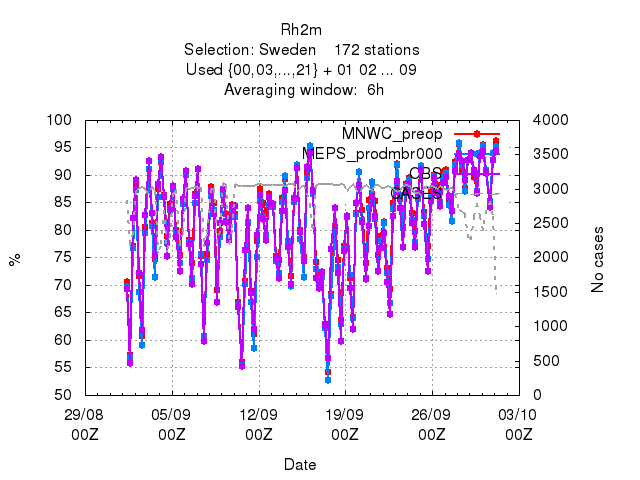 Rh2m
Selection: Sweden 172 stations
Used {00,03,...,21} + 01 02 ... 09
Averaging window: 6h
100 4000
95 MNWC_preop 3500
90 MEPS_prodmbr000 3000
85 OBS 2500
80 CASES 2000
75 1500
70 1000
65 500
60 0
55
50
%
No cases
29/08 05/09 12/09 19/09 26/09 03/10
00Z 00Z 00Z 00Z 00Z 00Z
Date